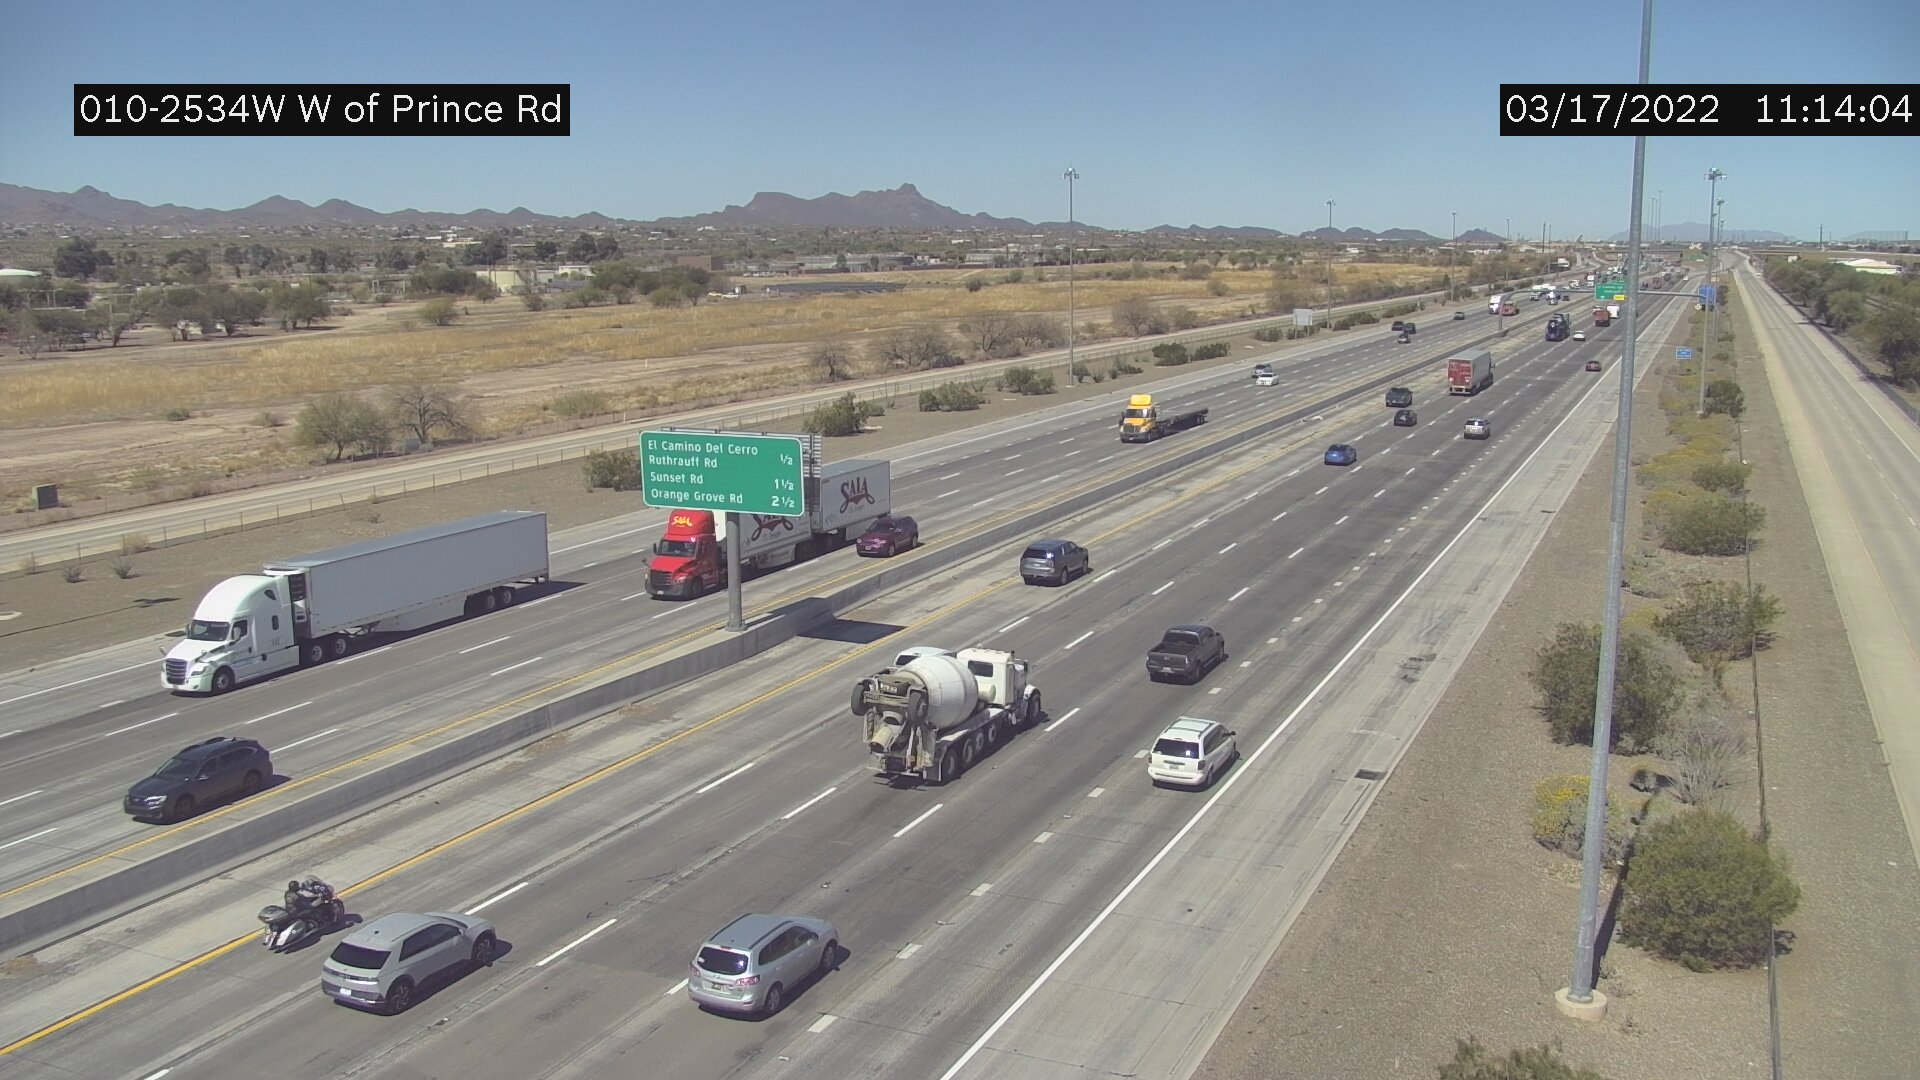 010-2534W W of Prince Rd
03/17/2022 11:14:04
El Camino Del Cerro
Ruthrauff Rd 1/2
Sunset Rd 1 1/2
Orange Grove Rd 2 1/2
SAIA
SAIA
SAIA